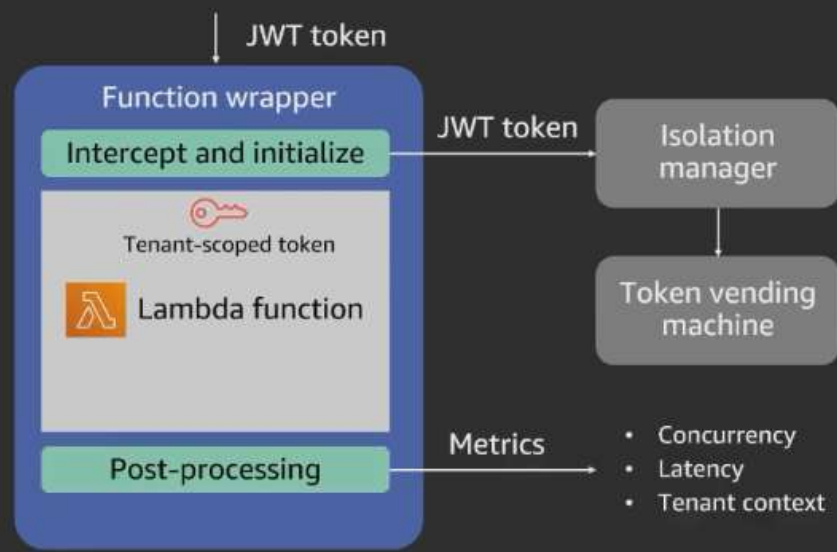 JWT token
Function wrapper
Intercept and initialize
JWT token
Isolation
manager
Tenant-scoped token
Lambda function
Token vending
machine
Post-processing
Metrics
• Concurrency
• Latency
• Tenant context